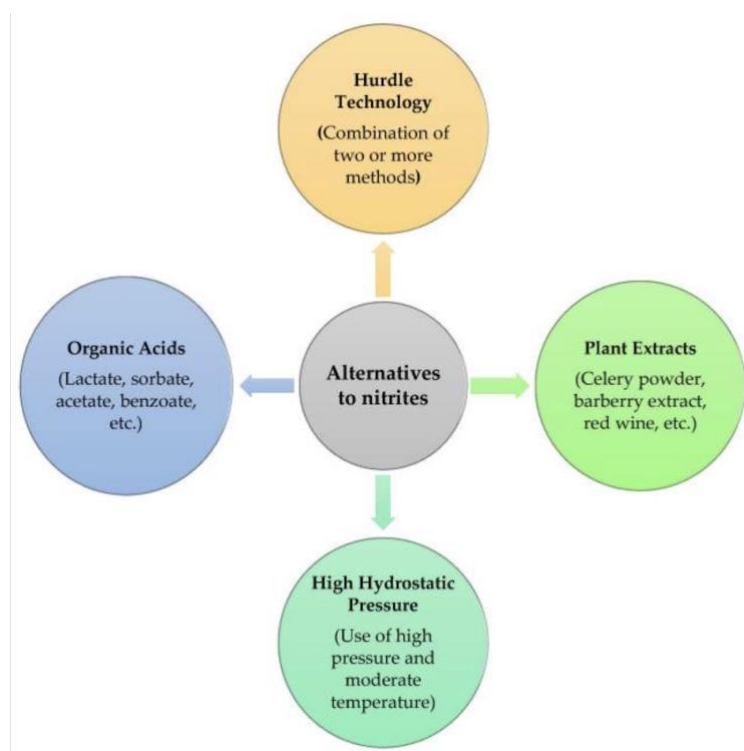 Hurdle
Technology
(Combination of
two or more
methods)
Organic Acids
(Lactate, sorbate,
acetate, benzoate,
etc.)
Alternatives
to nitrites
Plant Extracts
(Celery powder,
barberry extract,
red wine, etc.)
High Hydrostatic
Pressure
(Use of high
pressure and
moderate
temperature)